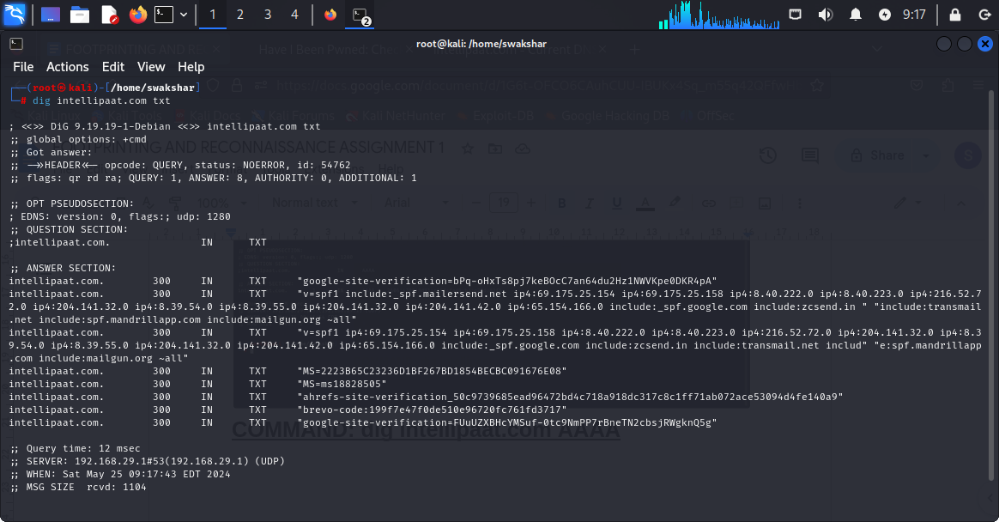 1 2 3 4 2 9:17
root@kali: /home/swakshar
File Actions Edit View Help
┌──(root㉿kali)-[/home/swakshar]
└─# dig intellipaat.com txt
; <<>> DiG 9.19.19-1-Debian <<>> intellipaat.com txt
;; global options: +cmd
;; Got answer:
;; ->>HEADER<<- opcode: QUERY, status: NOERROR, id: 54762
;; flags: qr rd ra; QUERY: 1, ANSWER: 8, AUTHORITY: 0, ADDITIONAL: 1
;; OPT PSEUDOSECTION:
; EDNS: version: 0, flags:; udp: 1280
;; QUESTION SECTION:
;intellipaat.com. IN TXT
;; ANSWER SECTION:
intellipaat.com. 300 IN TXT "google-site-verification=bPq-oHxTs8pj7keBOcC7an64du2Hz1NWVKpe0DKR4pA"
intellipaat.com. 300 IN TXT "v=spf1 include:_spf.mailersend.net ip4:69.175.25.154 ip4:69.175.25.158 ip4:8.40.222.0 ip4:8.40.223.0 ip4:216.52.7
2.0 ip4:204.141.32.0 ip4:8.39.54.0 ip4:8.39.55.0 ip4:204.141.32.0 ip4:204.141.42.0 ip4:65.154.166.0 include:_spf.google.com include:zcsend.in " "include:transmail
.net include:spf.mandrillapp.com include:mailgun.org ~all"
intellipaat.com. 300 IN TXT "v=spf1 ip4:69.175.25.154 ip4:69.175.25.158 ip4:8.40.222.0 ip4:8.40.223.0 ip4:216.52.72.0 ip4:204.141.32.0 ip4:8.3
9.54.0 ip4:8.39.55.0 ip4:204.141.32.0 ip4:204.141.42.0 ip4:65.154.166.0 include:_spf.google.com include:zcsend.in include:transmail.net includ" "e:spf.mandrillapp
.com include:mailgun.org ~all"
intellipaat.com. 300 IN TXT "MS=2223B65C23236D1BF267BD1854BECBC091676E08"
intellipaat.com. 300 IN TXT "MS=ms18828505"
intellipaat.com. 300 IN TXT "ahrefs-site-verification_50c9739685ead96472bd4c718a918dc317c8c1ff71ab072ace53094d4fe140a9"
intellipaat.com. 300 IN TXT "brevo-code:199f7e47f0de510e96720fc761fd3717"
intellipaat.com. 300 IN TXT "google-site-verification=FUuUZXBHcYMSuf-0tc9NmPP7rBneTN2cbsjRWgknQ5g"
COMMAND: dig intellipaat.com AAAA
;; Query time: 12 msec
;; SERVER: 192.168.29.1#53(192.168.29.1) (UDP)
;; WHEN: Sat May 25 09:17:43 EDT 2024
;; MSG SIZE rcvd: 1104